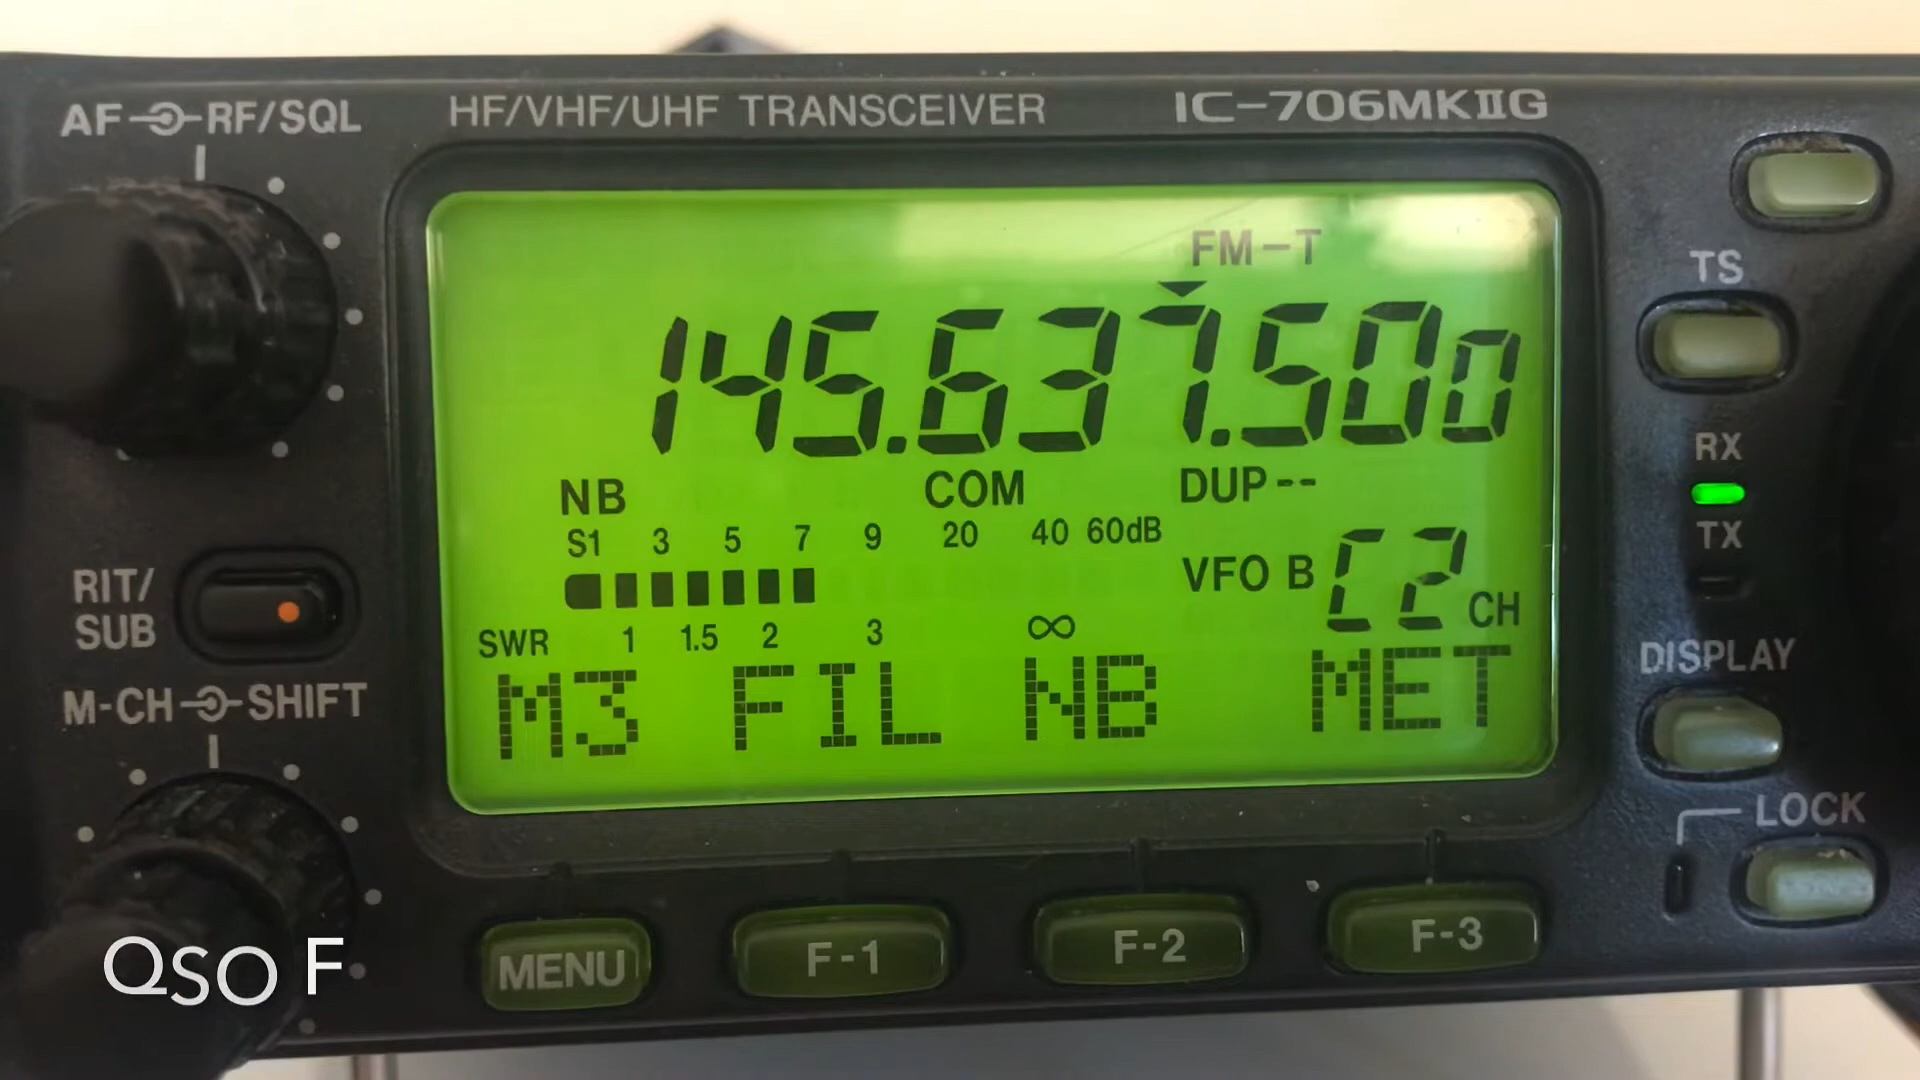 AF RF/SQL HF/VHF/UHF TRANSCEIVER IC-706MKIIG
FM-T
TS
145.637.500
RX
NB COM DUP--
S1 3 5 7 9 20 40 60dB
TX
VFO B C2 CH
RIT/
SUB
SWR 1 1.5 2 3 ∞
DISPLAY
M3 FIL NB MET
M-CH SHIFT
LOCK
MENU F-1 F-2 F-3
QSO F